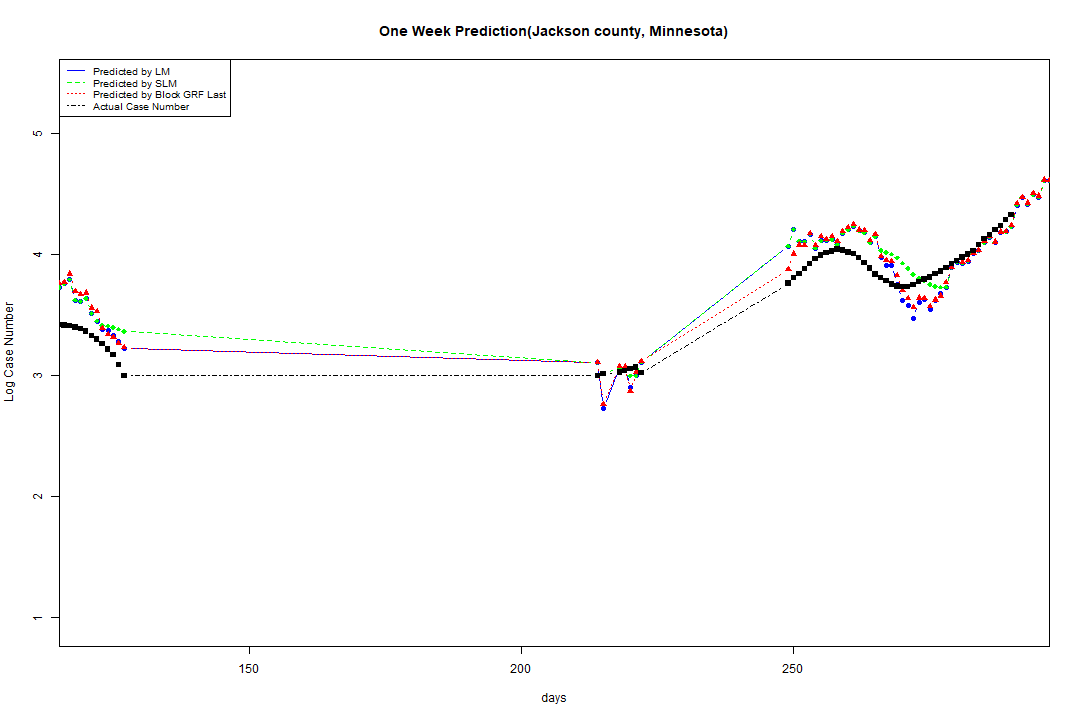 One Week Prediction(Jackson county, Minnesota)
Predicted by LM
Predicted by SLM
Predicted by Block GRF Last
Actual Case Number
5
4
3
2
1
Log Case Number
150
200
250
days